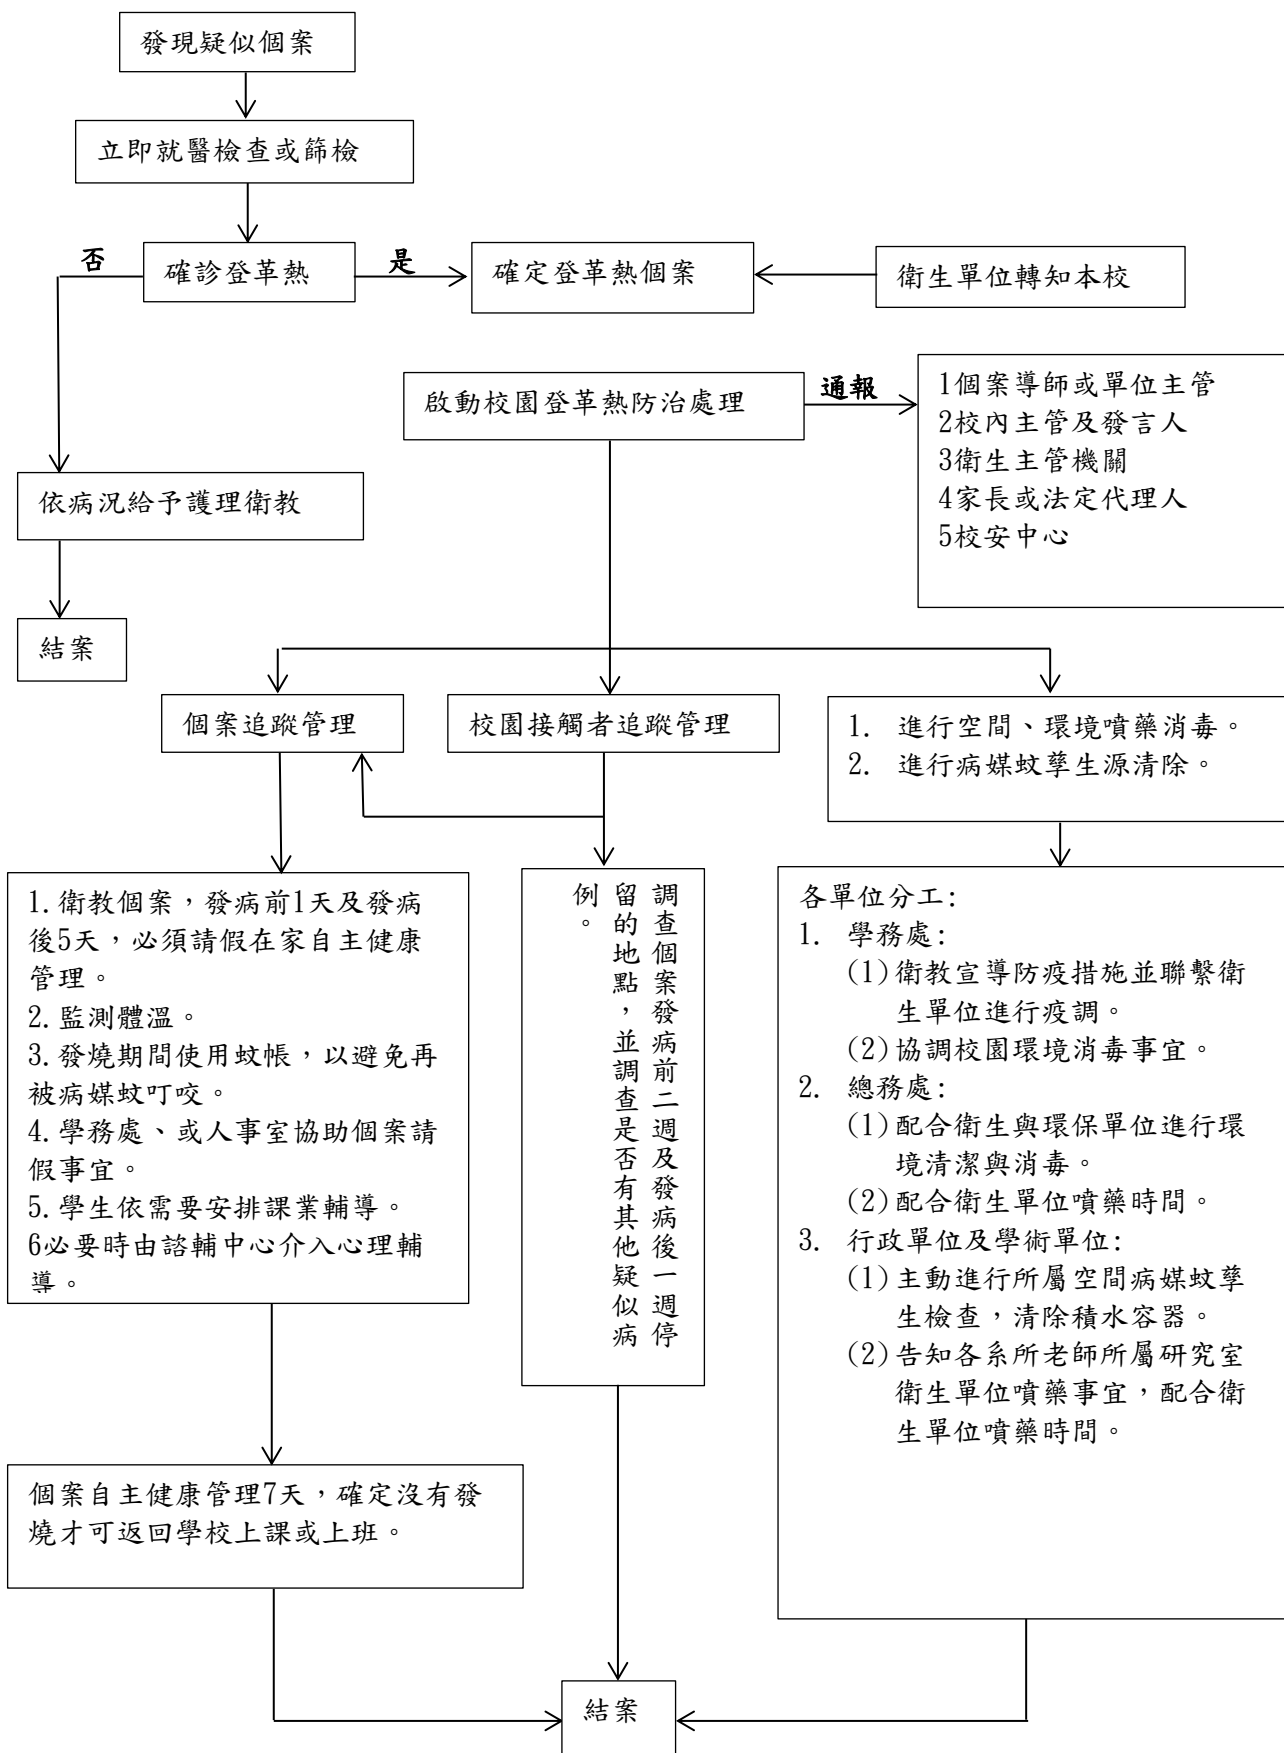 發現疑似個案
立即就醫檢查或篩檢
否
確診登革熱
是
確定登革熱個案
衛生單位轉知本校
啟動校園登革熱防治處理
通報
1個案導師或單位主管
2校內主管及發言人
3衛生主管機關
4家長或法定代理人
5校安中心
依病況給予護理衛教
結案
個案追蹤管理
校園接觸者追蹤管理
1. 進行空間、環境噴藥消毒。
2. 進行病媒蚊孳生源清除。
1.衛教個案，發病前1天及發病
後5天，必須請假在家自主健康
管理。
2.監測體溫。
3.發燒期間使用蚊帳，以避免再
被病媒蚊叮咬。
4.學務處、或人事室協助個案請
假事宜。
5.學生依需要安排課業輔導。
6必要時由諮輔中心介入心理輔
導。
調查個案發病前二週及發病後一週停
留的地點，並調查是否有其他疑似病
例。
各單位分工:
1. 學務處:
(1)衛教宣導防疫措施並聯繫衛
生單位進行疫調。
(2)協調校園環境消毒事宜。
2. 總務處:
(1)配合衛生與環保單位進行環
境清潔與消毒。
(2)配合衛生單位噴藥時間。
3. 行政單位及學術單位:
(1)主動進行所屬空間病媒蚊孳
生檢查，清除積水容器。
(2)告知各系所老師所屬研究室
衛生單位噴藥事宜，配合衛
生單位噴藥時間。
個案自主健康管理7天，確定沒有發
燒才可返回學校上課或上班。
結案